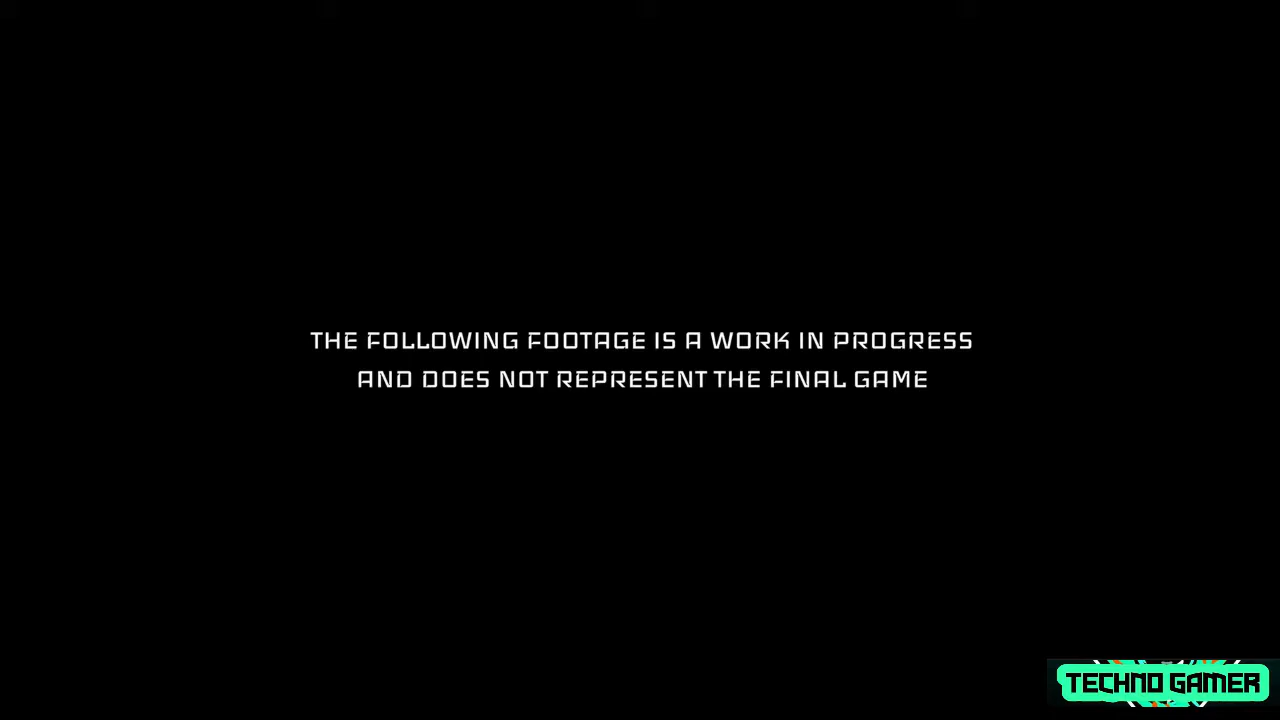 THE FOLLOWING FOOTAGE IS A WORK IN PROGRESS
AND DOES NOT REPRESENT THE FINAL GAME
TECHNO GAMER